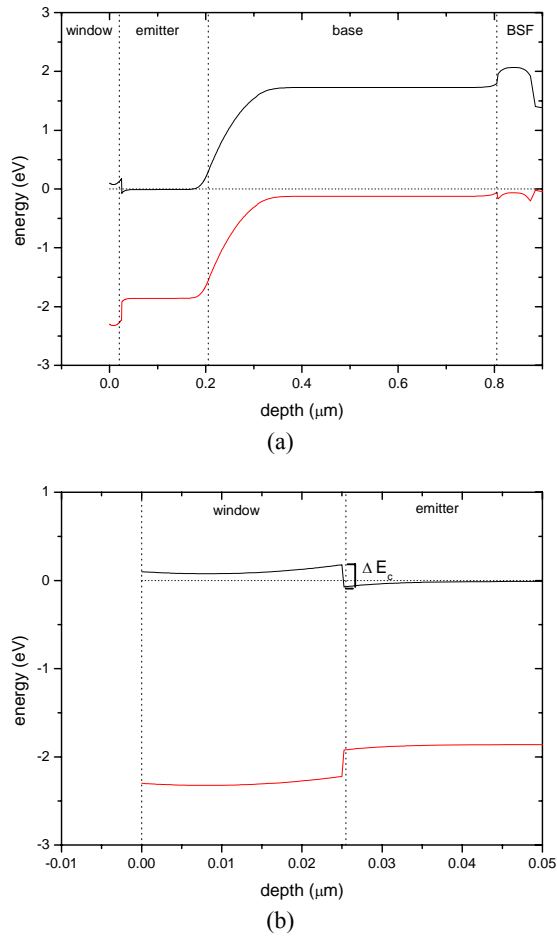 3
window emitter base BSF
2
1
0
-1
-2
-3
energy (eV)
0.0 0.2 0.4 0.6 0.8
depth (μm)
(a)
1
window emitter
Δ E c
0
-1
-2
-3
energy (eV)
-0.01 0.00 0.01 0.02 0.03 0.04 0.05
depth (μm)
(b)